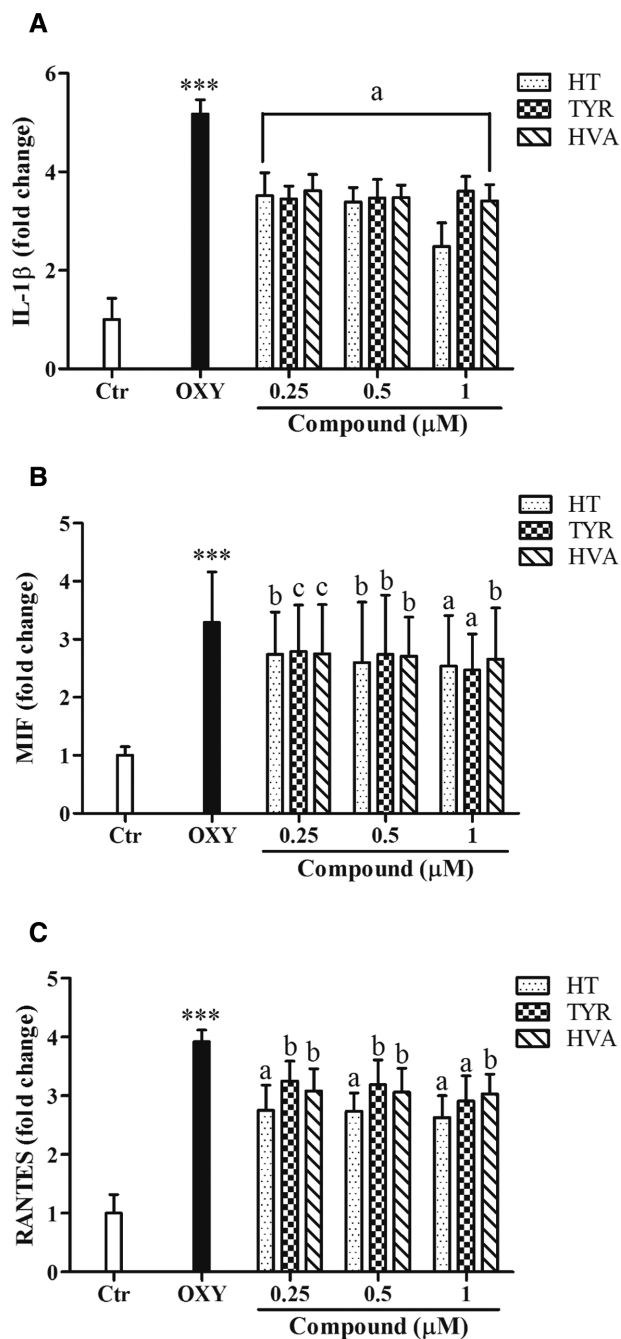 A
IL-1β (fold change)
6
4
2
0
***
a
HT
TYR
HVA
Ctr OXY 0.25 0.5 1
Compound (μM)
B
MIF (fold change)
5
4
3
2
1
0
***
b c c b b b a a b
HT
TYR
HVA
Ctr OXY 0.25 0.5 1
Compound (μM)
C
RANTES (fold change)
5
4
3
2
1
0
***
a b b a b b a a b
HT
TYR
HVA
Ctr OXY 0.25 0.5 1
Compound (μM)